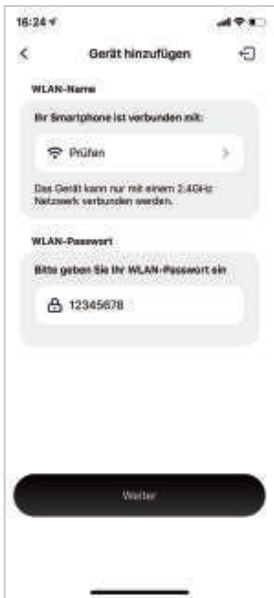 16:24
Gerät hinzufügen
WLAN-Name
Ihr Smartphone ist verbunden mit:
Prüfen
Das Gerät kann nur mit einem 2.4GHz
Netzwerk verbunden werden.
WLAN-Passwort
Bitte geben Sie Ihr WLAN-Passwort ein
12345678
Weiter